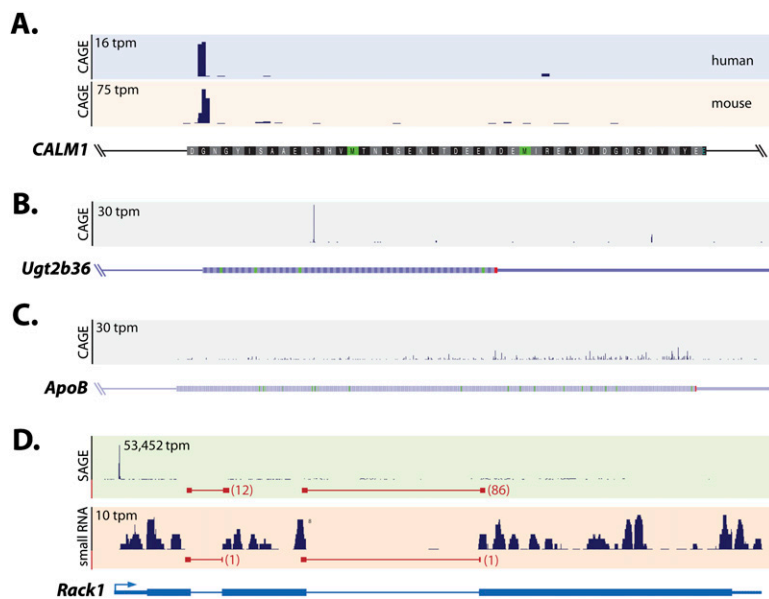 A.
CAGE
16 tpm
human
CAGE
75 tpm
mouse
CALM1
D G N G Y I S A A E L R H V M T N L G E K L T D E E V D E M I R E A D I D G D G Q V N Y E E
B.
CAGE
30 tpm
Ugt2b36
C.
CAGE
30 tpm
ApoB
D.
SAGE
53,452 tpm
(12)
(86)
small RNA
10 tpm
(1)
(1)
Rack1